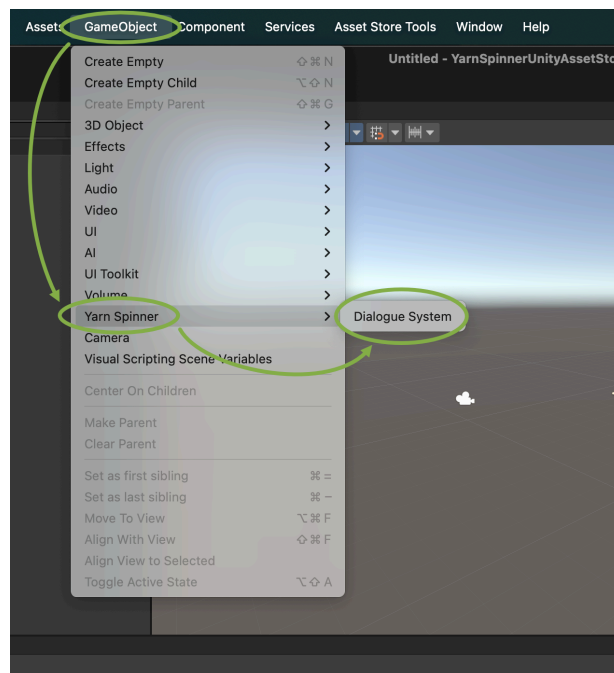 Assets GameObject Component Services Asset Store Tools Window Help
Untitled - YarnSpinnerUnityAssetSto
Create Empty ⇧⌘N
Create Empty Child ⌥⇧N
Create Empty Parent ⇧⌘G
3D Object
Effects
Light
Audio
Video
UI
AI
UI Toolkit
Volume
Yarn Spinner
Dialogue System
Camera
Visual Scripting Scene Variables
Center On Children
Make Parent
Clear Parent
Set as first sibling ⌘=
Set as last sibling ⌘-
Move To View ⌥⌘F
Align With View ⇧⌘F
Align View to Selected
Toggle Active State ⌥⇧A